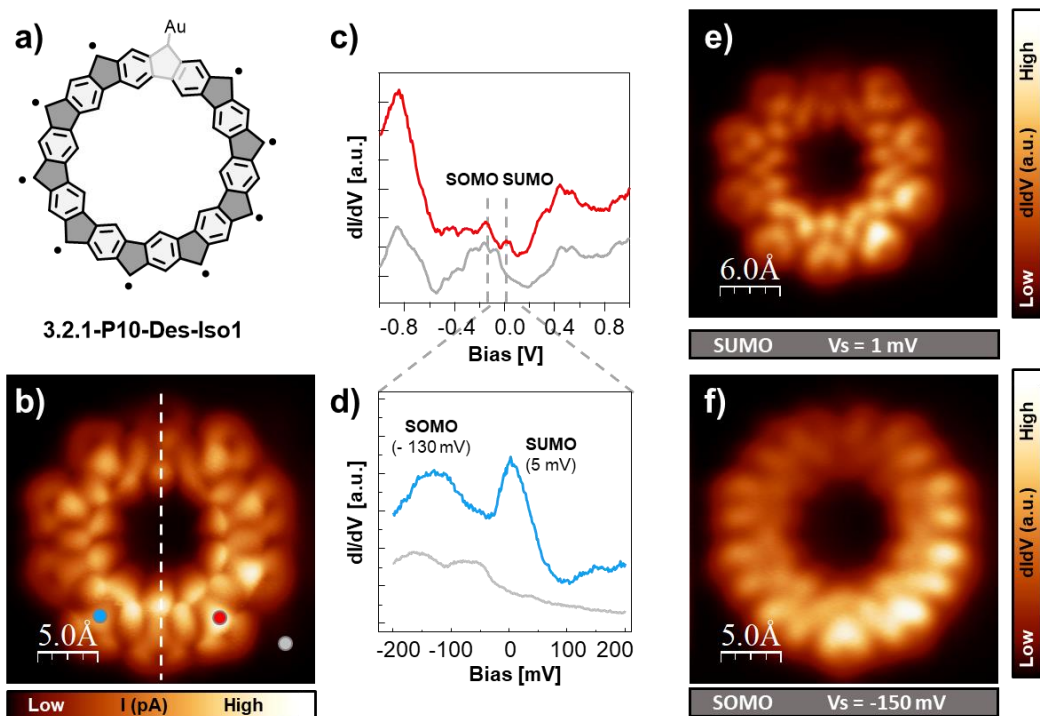 a)
Au
3.2.1-P10-Des-Iso1
b)
5.0Å
Low I (pA) High
c)
dI/dV [a.u.]
SOMO SUMO
-0.8 -0.4 0.0 0.4 0.8
Bias [V]
d)
dI/dV [a.u.]
SOMO
(- 130 mV)
SUMO
(5 mV)
-200 -100 0 100 200
Bias [mV]
e)
6.0Å
SUMO Vs = 1 mV
Low dIdV (a.u.) High
f)
5.0Å
SOMO Vs = -150 mV
Low dIdV (a.u.) High